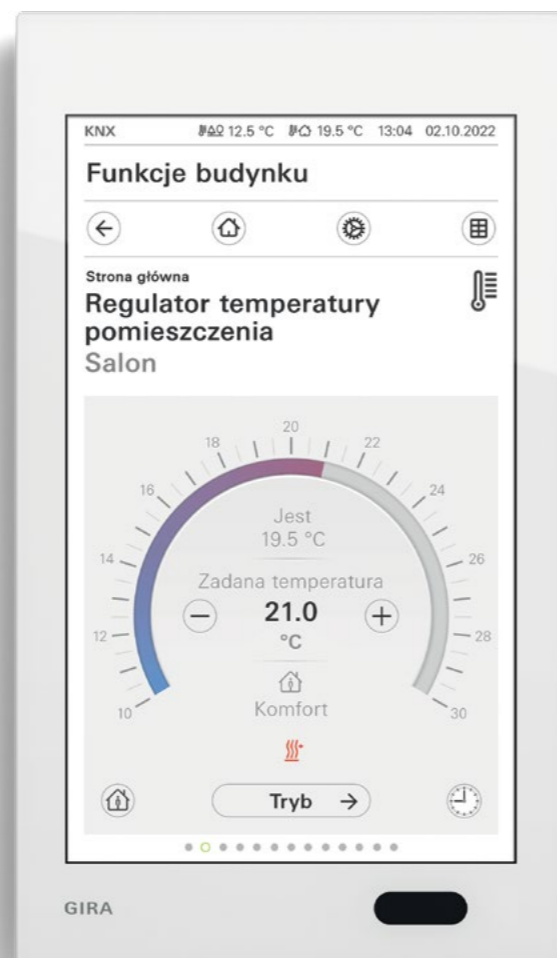 KNX 12.5 °C 19.5 °C 13:04 02.10.2022
Funkcje budynku
Strona główna
Regulator temperatury
pomieszczenia
Salon
20
18 22
16 24
Jest
19.5 °C
14 26
Zadana temperatura
− 21.0 +
12 28
°C
Komfort
10 30
Tryb →
GIRA